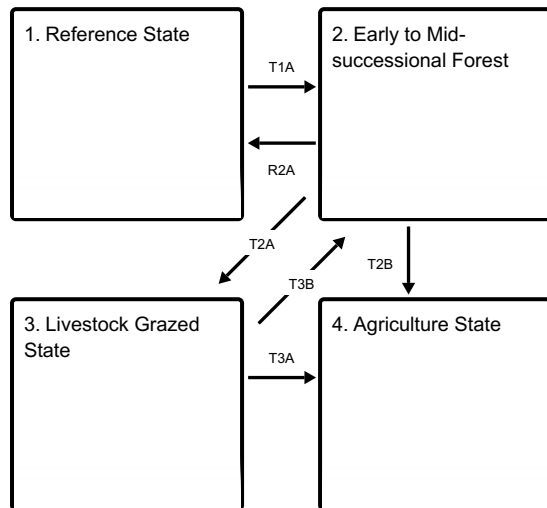 1. Reference State
2. Early to Mid-
successional Forest
T1A
R2A
T2A
T3B
T2B
3. Livestock Grazed
State
4. Agriculture State
T3A